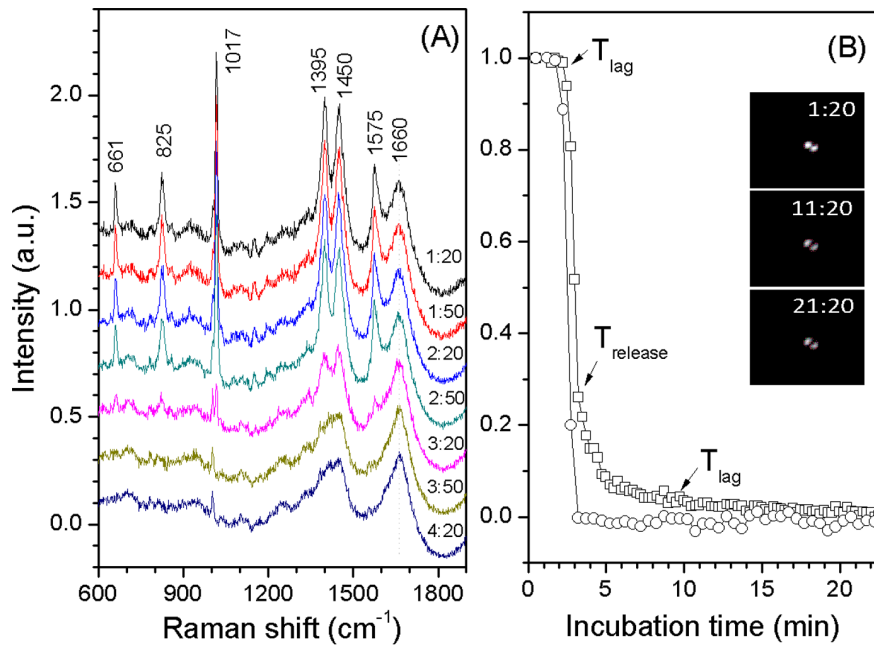 (A)
661
825
1017
1395
1450
1575
1660
2.0
1.5
1.0
0.5
0.0
Intensity (a.u.)
1:20
1:50
2:20
2:50
3:20
3:50
4:20
600 900 1200 1500 1800
Raman shift (cm⁻¹)
(B)
1.0
0.8
0.6
0.4
0.2
0.0
T_lag
T_release
T_lag
1:20
11:20
21:20
0 5 10 15 20
Incubation time (min)